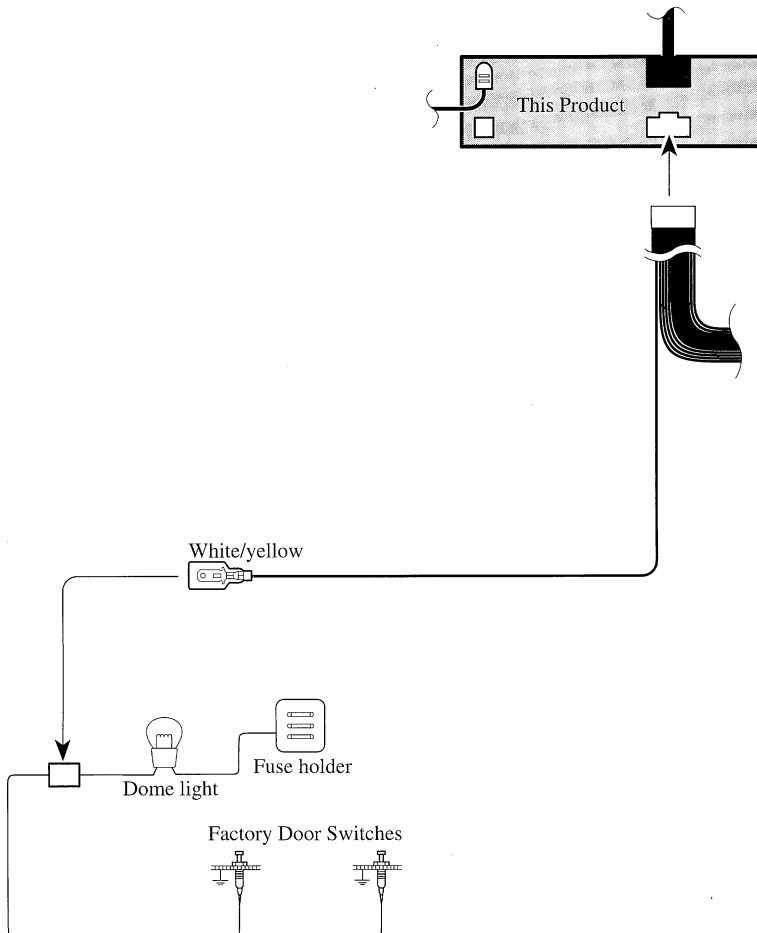 This Product
White/yellow
Dome light
Fuse holder
Factory Door Switches